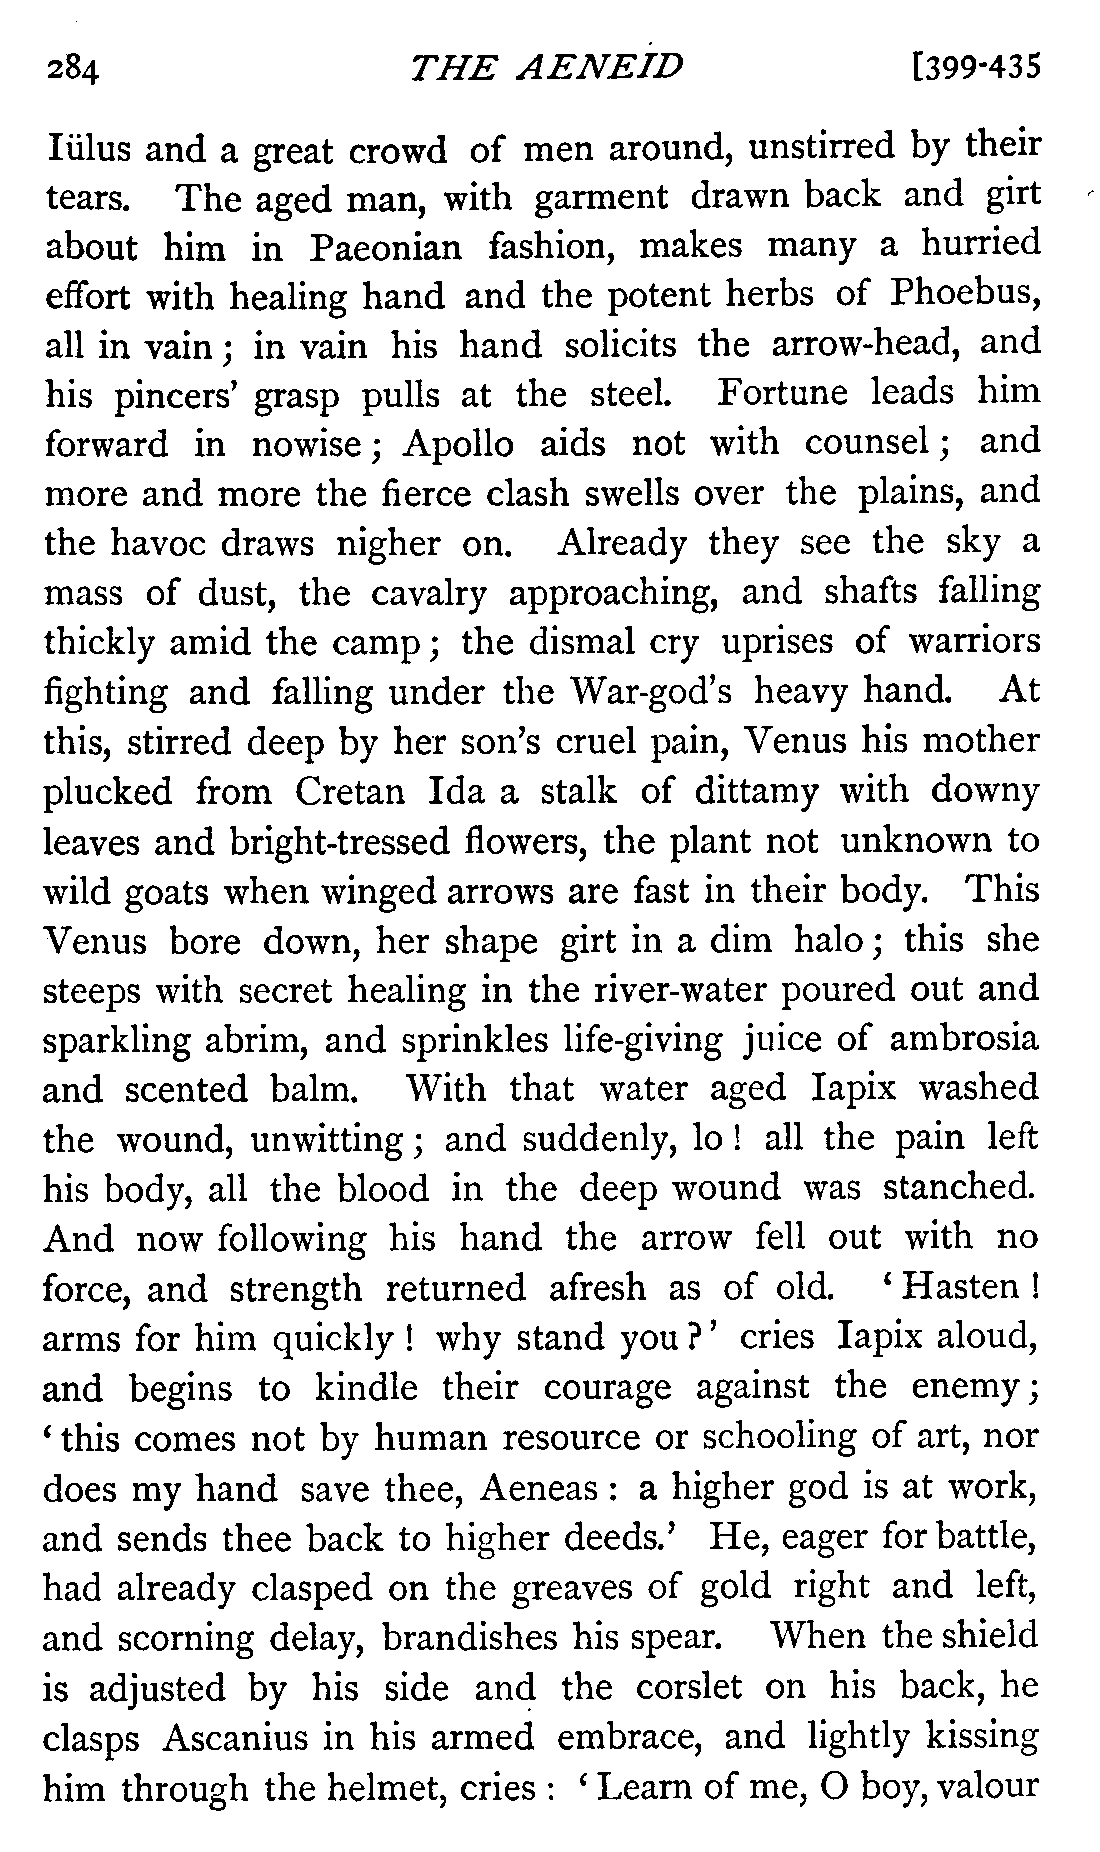 284 THE AENEID [399-435
Iülus and a great crowd of men around, unstirred by their
tears. The aged man, with garment drawn back and girt
about him in Paeonian fashion, makes many a hurried
effort with healing hand and the potent herbs of Phoebus,
all in vain ; in vain his hand solicits the arrow-head, and
his pincers' grasp pulls at the steel. Fortune leads him
forward in nowise ; Apollo aids not with counsel ; and
more and more the fierce clash swells over the plains, and
the havoc draws nigher on. Already they see the sky a
mass of dust, the cavalry approaching, and shafts falling
thickly amid the camp ; the dismal cry uprises of warriors
fighting and falling under the War-god's heavy hand. At
this, stirred deep by her son's cruel pain, Venus his mother
plucked from Cretan Ida a stalk of dittamy with downy
leaves and bright-tressed flowers, the plant not unknown to
wild goats when winged arrows are fast in their body. This
Venus bore down, her shape girt in a dim halo ; this she
steeps with secret healing in the river-water poured out and
sparkling abrim, and sprinkles life-giving juice of ambrosia
and scented balm. With that water aged Iapix washed
the wound, unwitting ; and suddenly, lo ! all the pain left
his body, all the blood in the deep wound was stanched.
And now following his hand the arrow fell out with no
force, and strength returned afresh as of old. ‘ Hasten !
arms for him quickly ! why stand you ?’ cries Iapix aloud,
and begins to kindle their courage against the enemy ;
‘ this comes not by human resource or schooling of art, nor
does my hand save thee, Aeneas : a higher god is at work,
and sends thee back to higher deeds.’ He, eager for battle,
had already clasped on the greaves of gold right and left,
and scorning delay, brandishes his spear. When the shield
is adjusted by his side and the corslet on his back, he
clasps Ascanius in his armed embrace, and lightly kissing
him through the helmet, cries : ‘ Learn of me, O boy, valour